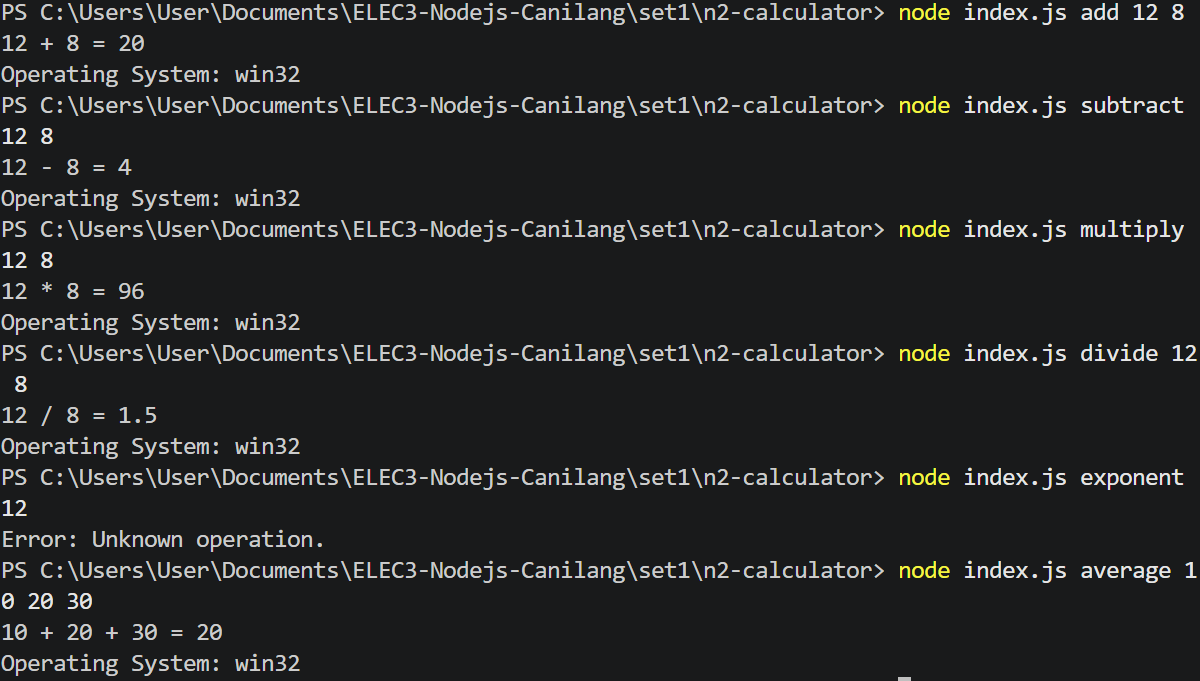 PS C:\Users\User\Documents\ELEC3-Nodejs-Canilang\set1\n2-calculator> node index.js add 12 8
12 + 8 = 20
Operating System: win32
PS C:\Users\User\Documents\ELEC3-Nodejs-Canilang\set1\n2-calculator> node index.js subtract
12 8
12 - 8 = 4
Operating System: win32
PS C:\Users\User\Documents\ELEC3-Nodejs-Canilang\set1\n2-calculator> node index.js multiply
12 8
12 * 8 = 96
Operating System: win32
PS C:\Users\User\Documents\ELEC3-Nodejs-Canilang\set1\n2-calculator> node index.js divide 12
 8
12 / 8 = 1.5
Operating System: win32
PS C:\Users\User\Documents\ELEC3-Nodejs-Canilang\set1\n2-calculator> node index.js exponent
12
Error: Unknown operation.
PS C:\Users\User\Documents\ELEC3-Nodejs-Canilang\set1\n2-calculator> node index.js average 1
0 20 30
10 + 20 + 30 = 20
Operating System: win32